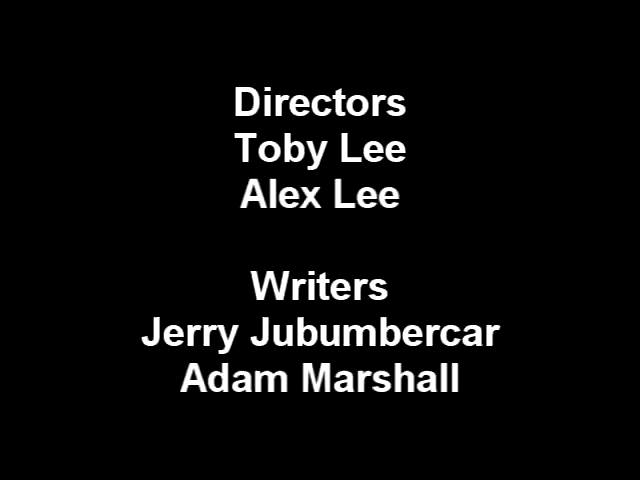 Directors
Toby Lee
Alex Lee
Writers
Jerry Jubumbercar
Adam Marshall